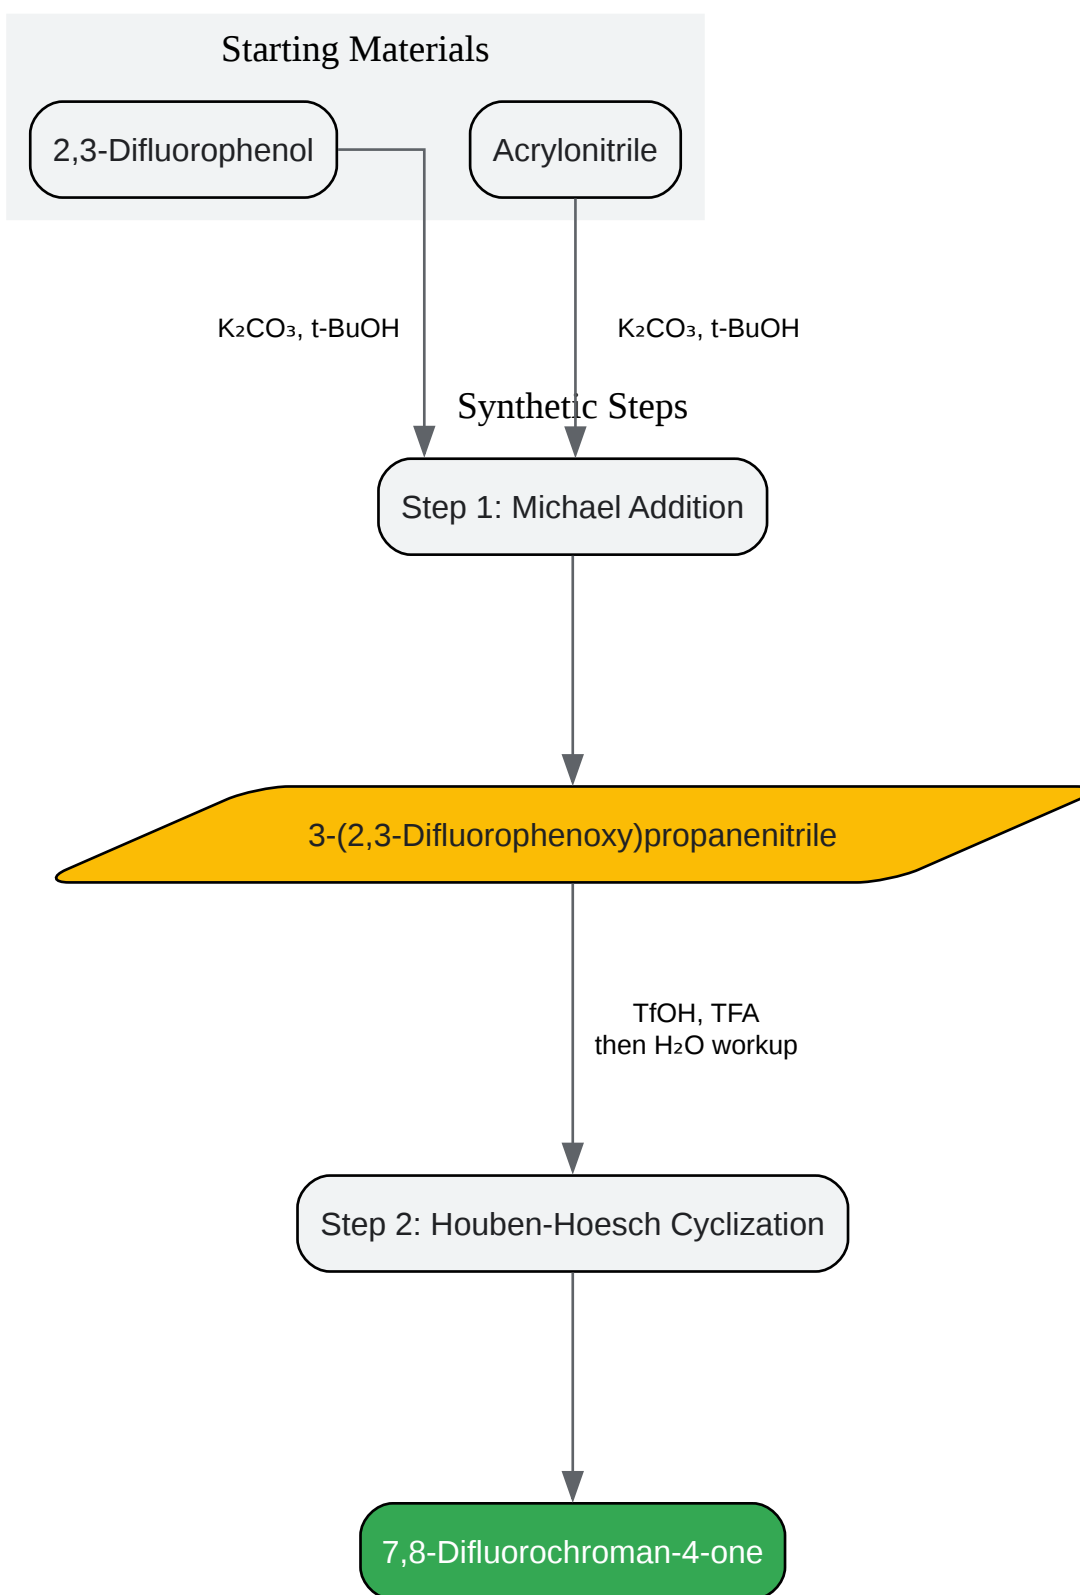 Starting Materials
2,3-Difluorophenol
Acrylonitrile
K₂CO₃, t-BuOH
K₂CO₃, t-BuOH
Synthetic Steps
Step 1: Michael Addition
3-(2,3-Difluorophenoxy)propanenitrile
TfOH, TFA
then H₂O workup
Step 2: Houben-Hoesch Cyclization
7,8-Difluorochroman-4-one